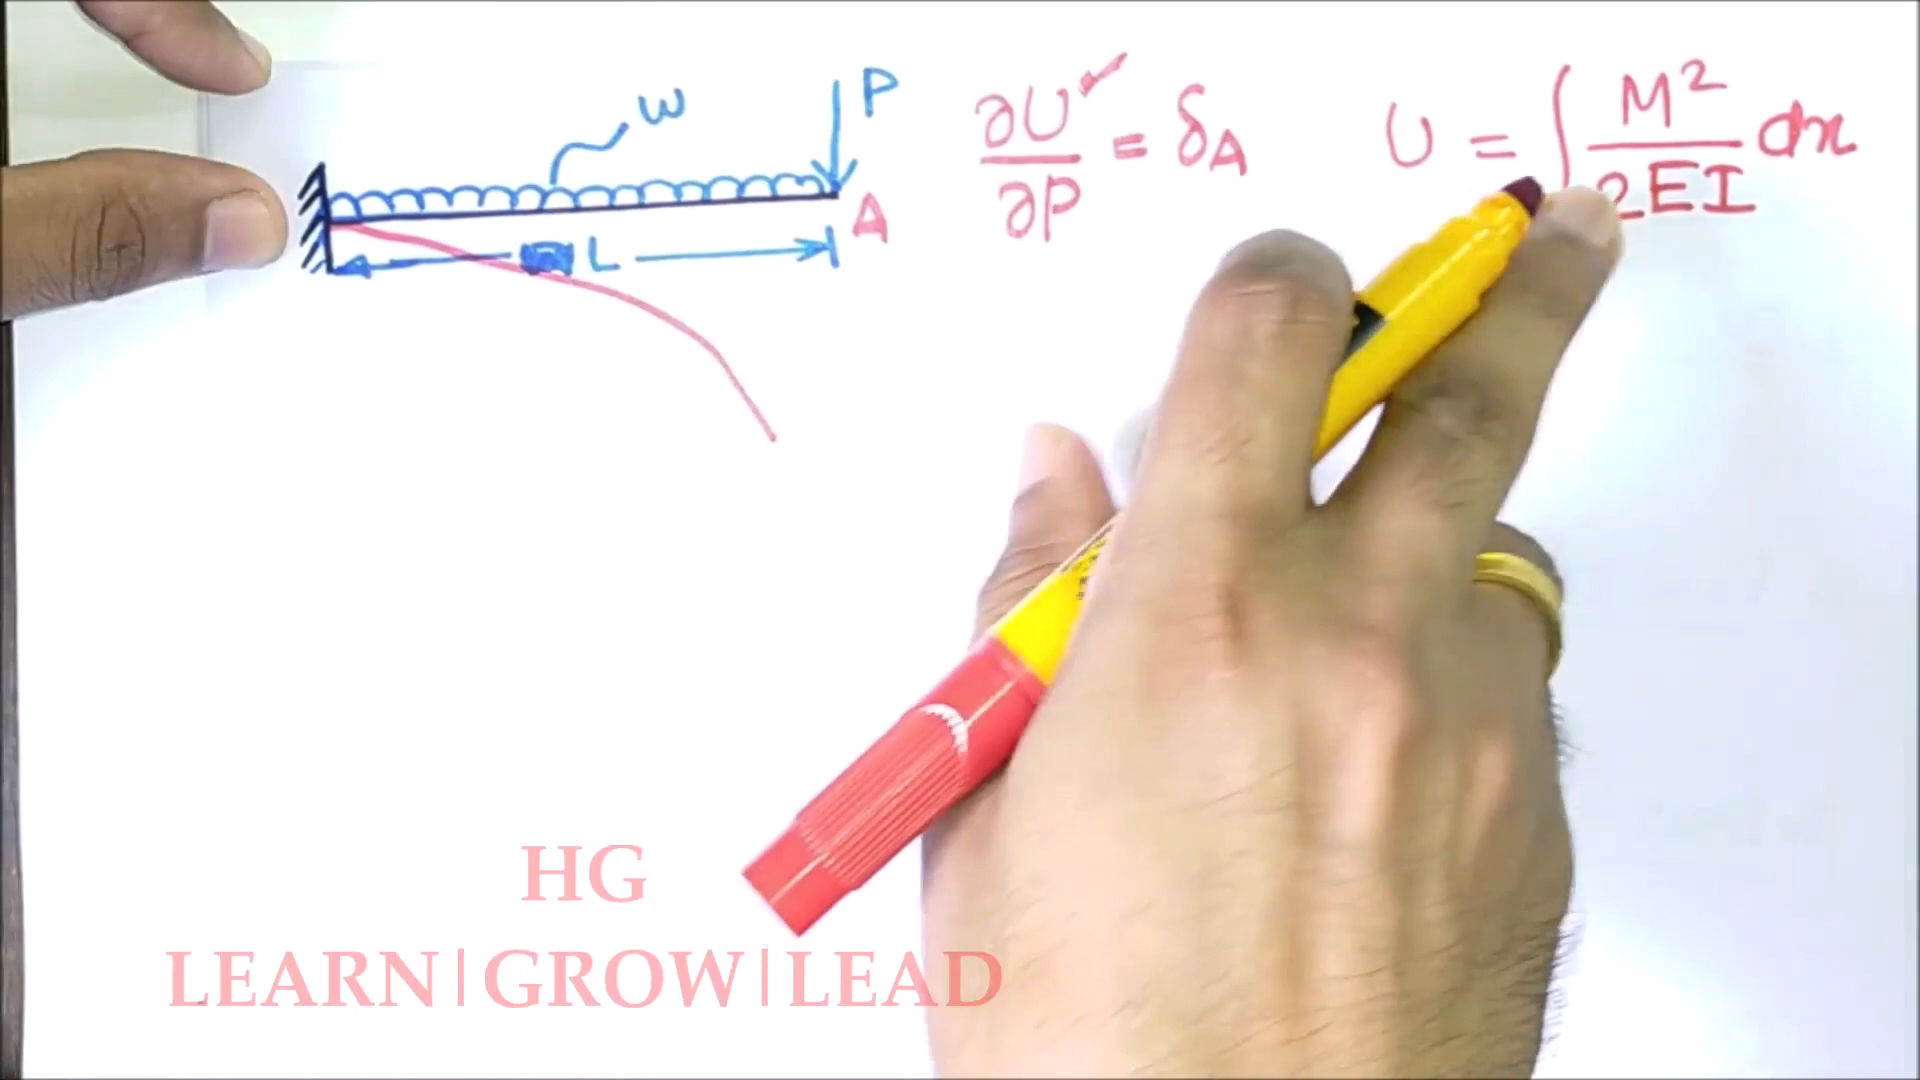 w
P
A
L
∂U/∂P = δA
U = ∫ M²/2EI dx
HG
LEARN|GROW|LEAD